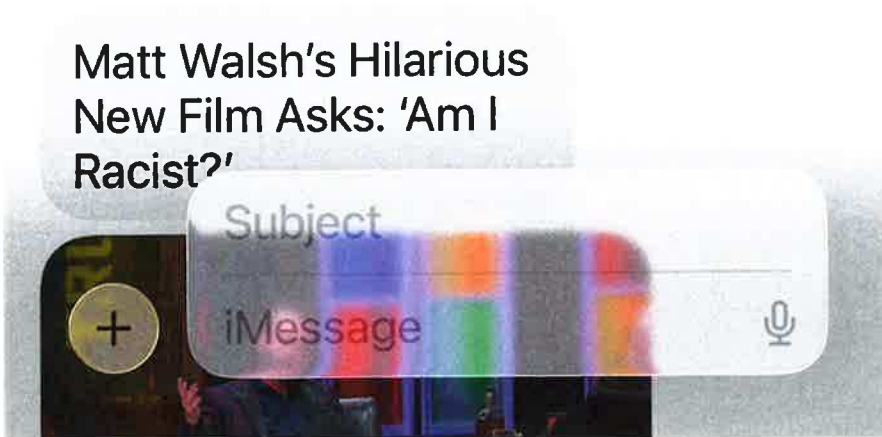 Matt Walsh’s Hilarious
New Film Asks: ‘Am I
Racist?’
Subject
iMessage